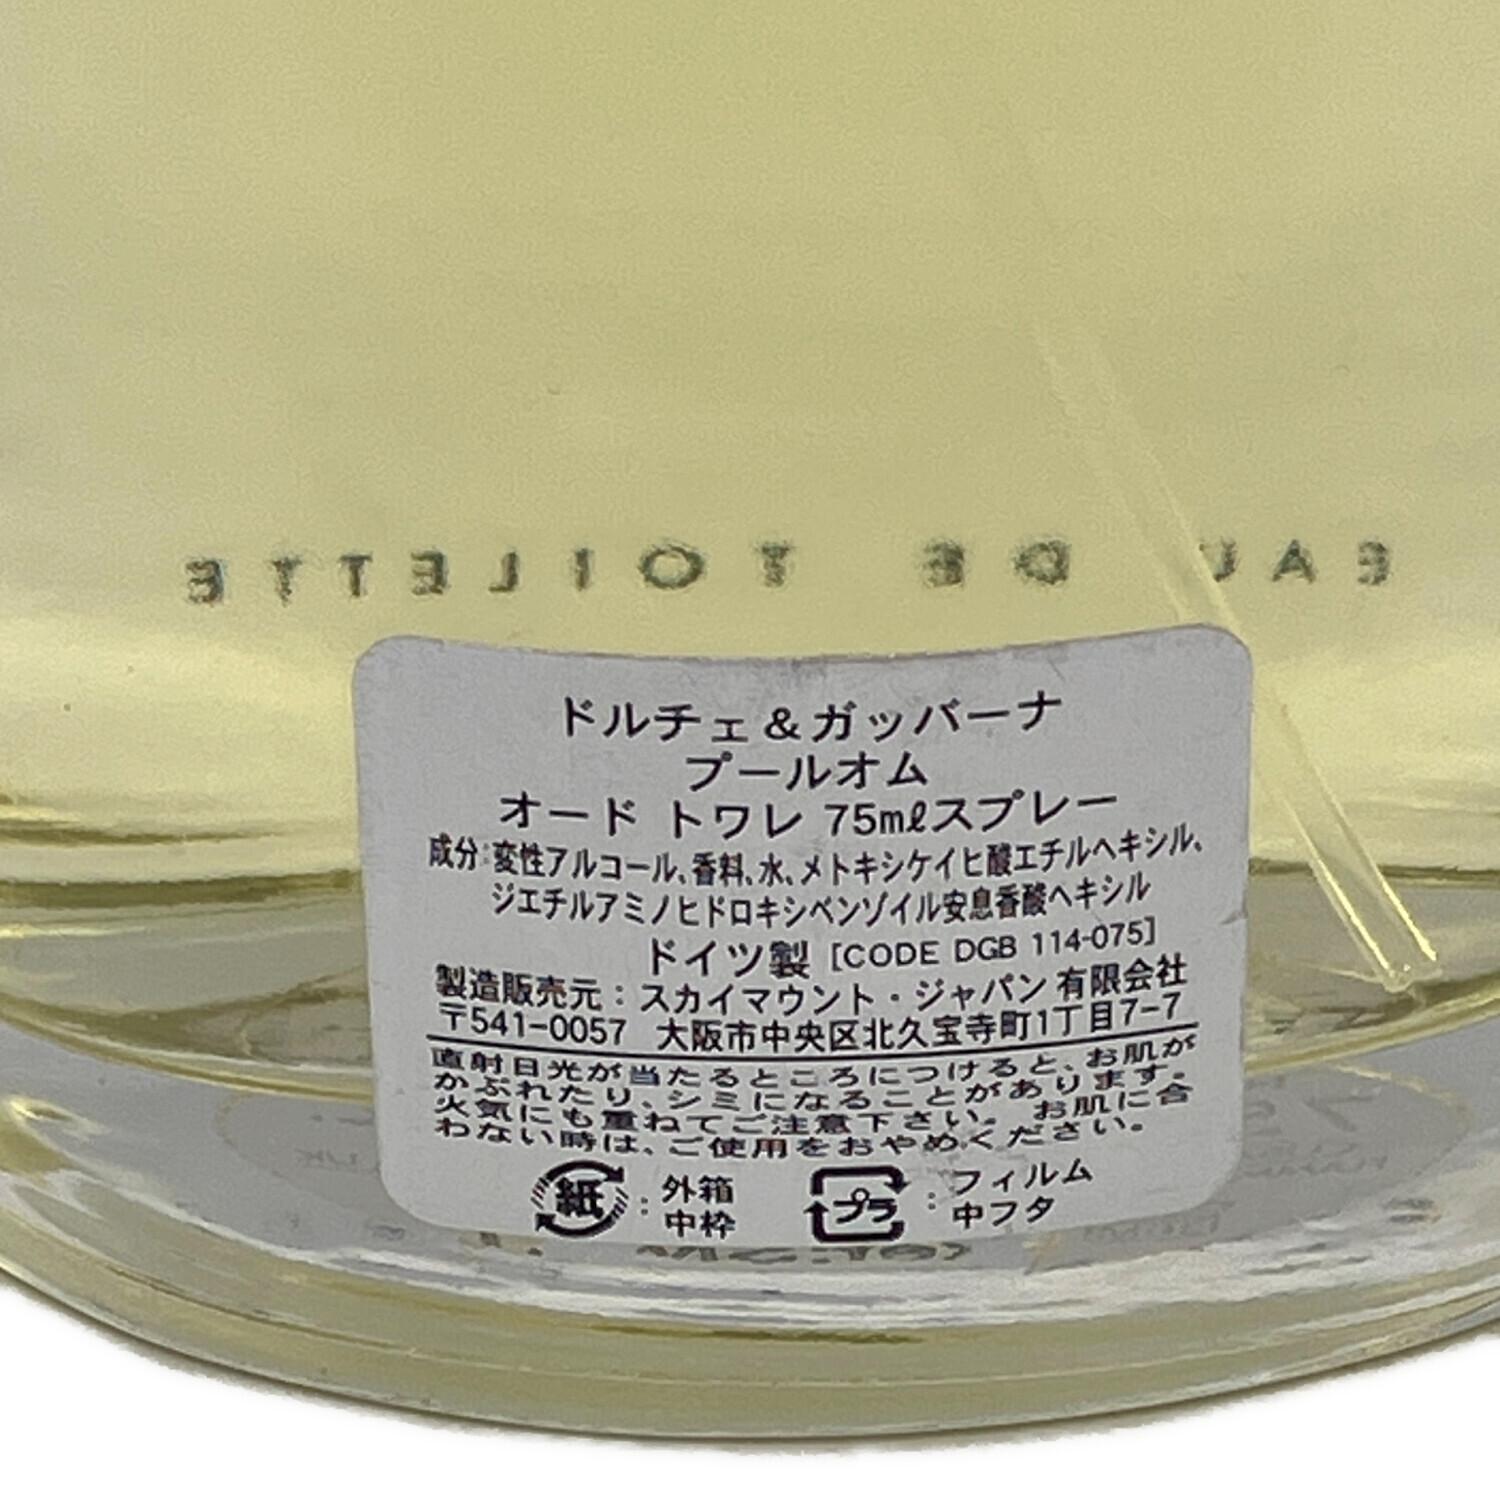 EAU DE TOILETTE
ドルチェ&ガッバーナ
プールオム
オード トワレ 75mℓスプレー
成分:変性アルコール、香料、水、メトキシケイヒ酸エチルヘキシル、
ジエチルアミノヒドロキシベンゾイル安息香酸ヘキシル
ドイツ製 [CODE DGB 114-075]
製造販売元:スカイマウント・ジャパン 有限会社
〒541-0057 大阪市中央区北久宝寺町1丁目7-7
直射日光が当たるところにつけると、お肌が
かぶれたり、シミになることがあります。
火気にも重ねてご注意下さい。 お肌に合
わない時は、ご使用をおやめください。
紙 : 外箱
中枠
プラ : フィルム
中フタ